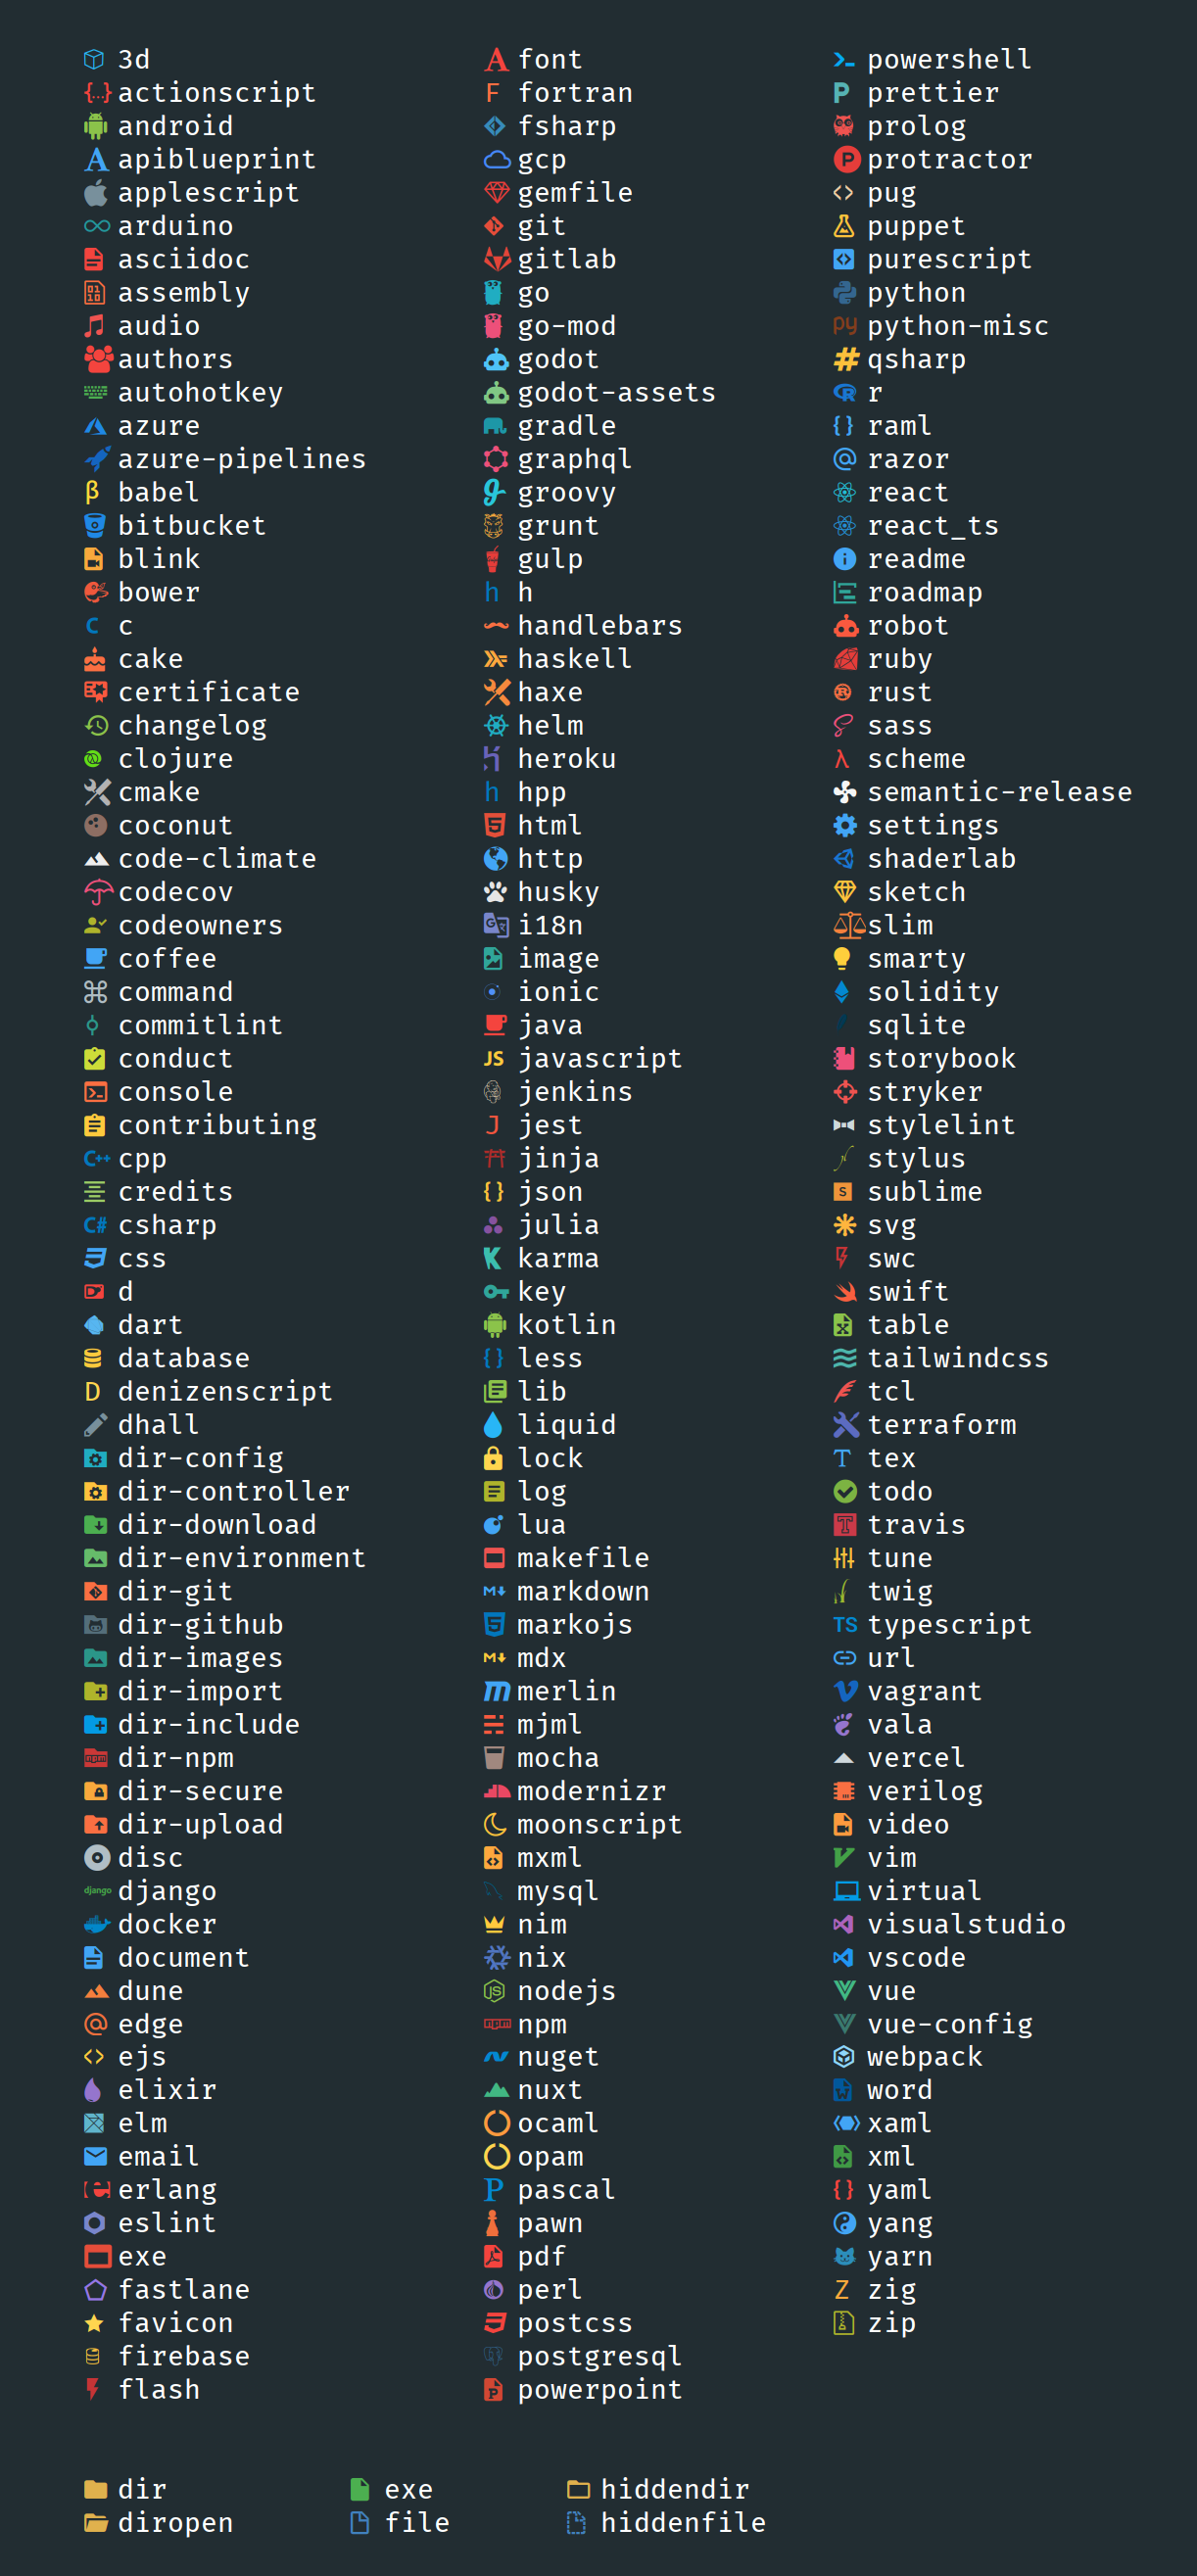 3d
actionscript
android
apiblueprint
applescript
arduino
asciidoc
assembly
audio
authors
autohotkey
azure
azure-pipelines
babel
bitbucket
blink
bower
c
cake
certificate
changelog
clojure
cmake
coconut
code-climate
codecov
codeowners
coffee
command
commitlint
conduct
console
contributing
cpp
credits
csharp
css
d
dart
database
denizenscript
dhall
dir-config
dir-controller
dir-download
dir-environment
dir-git
dir-github
dir-images
dir-import
dir-include
dir-npm
dir-secure
dir-upload
disc
django
docker
document
dune
edge
ejs
elixir
elm
email
erlang
eslint
exe
fastlane
favicon
firebase
flash
font
fortran
fsharp
gcp
gemfile
git
gitlab
go
go-mod
godot
godot-assets
gradle
graphql
groovy
grunt
gulp
h
handlebars
haskell
haxe
helm
heroku
hpp
html
http
husky
i18n
image
ionic
java
javascript
jenkins
jest
jinja
json
julia
karma
key
kotlin
less
lib
liquid
lock
log
lua
makefile
markdown
markojs
mdx
merlin
mjml
mocha
modernizr
moonscript
mxml
mysql
nim
nix
nodejs
npm
nuget
nuxt
ocaml
opam
pascal
pawn
pdf
perl
postcss
postgresql
powerpoint
powershell
prettier
prolog
protractor
pug
puppet
purescript
python
python-misc
qsharp
r
raml
razor
react
react_ts
readme
roadmap
robot
ruby
rust
sass
scheme
semantic-release
settings
shaderlab
sketch
slim
smarty
solidity
sqlite
storybook
stryker
stylelint
stylus
sublime
svg
swc
swift
table
tailwindcss
tcl
terraform
tex
todo
travis
tune
twig
typescript
url
vagrant
vala
vercel
verilog
video
vim
virtual
visualstudio
vscode
vue
vue-config
webpack
word
xaml
xml
yaml
yang
yarn
zig
zip
dir
diropen
exe
file
hiddendir
hiddenfile